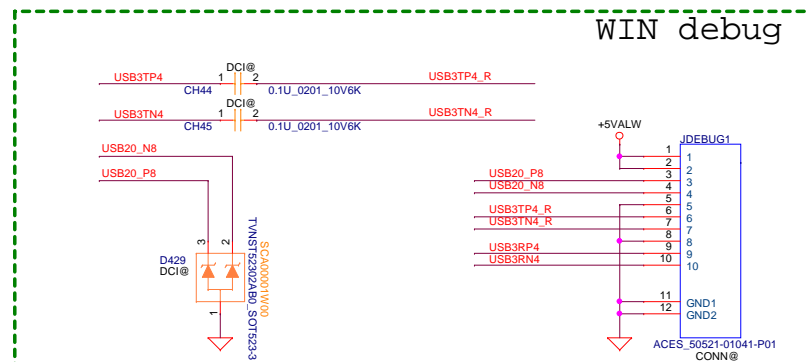 WIN debug
DCI@
USB3TP4 1 2 USB3TP4_R
CH44 0.1U_0201_10V6K
DCI@
USB3TN4 1 2 USB3TN4_R
CH45 0.1U_0201_10V6K
USB20_N8
USB20_P8
3 2
D429
DCI@
1
SCA00001W00
TVNST52302AB0_SOT523-3
+5VALW
JDEBUG1
1 1
2 2
USB20_P8 3 3
USB20_N8 4 4
5 5
USB3TP4_R 6 6
USB3TN4_R 7 7
8 8
USB3RP4 9 9
USB3RN4 10 10
11 GND1
12 GND2
ACES_50521-01041-P01
CONN@